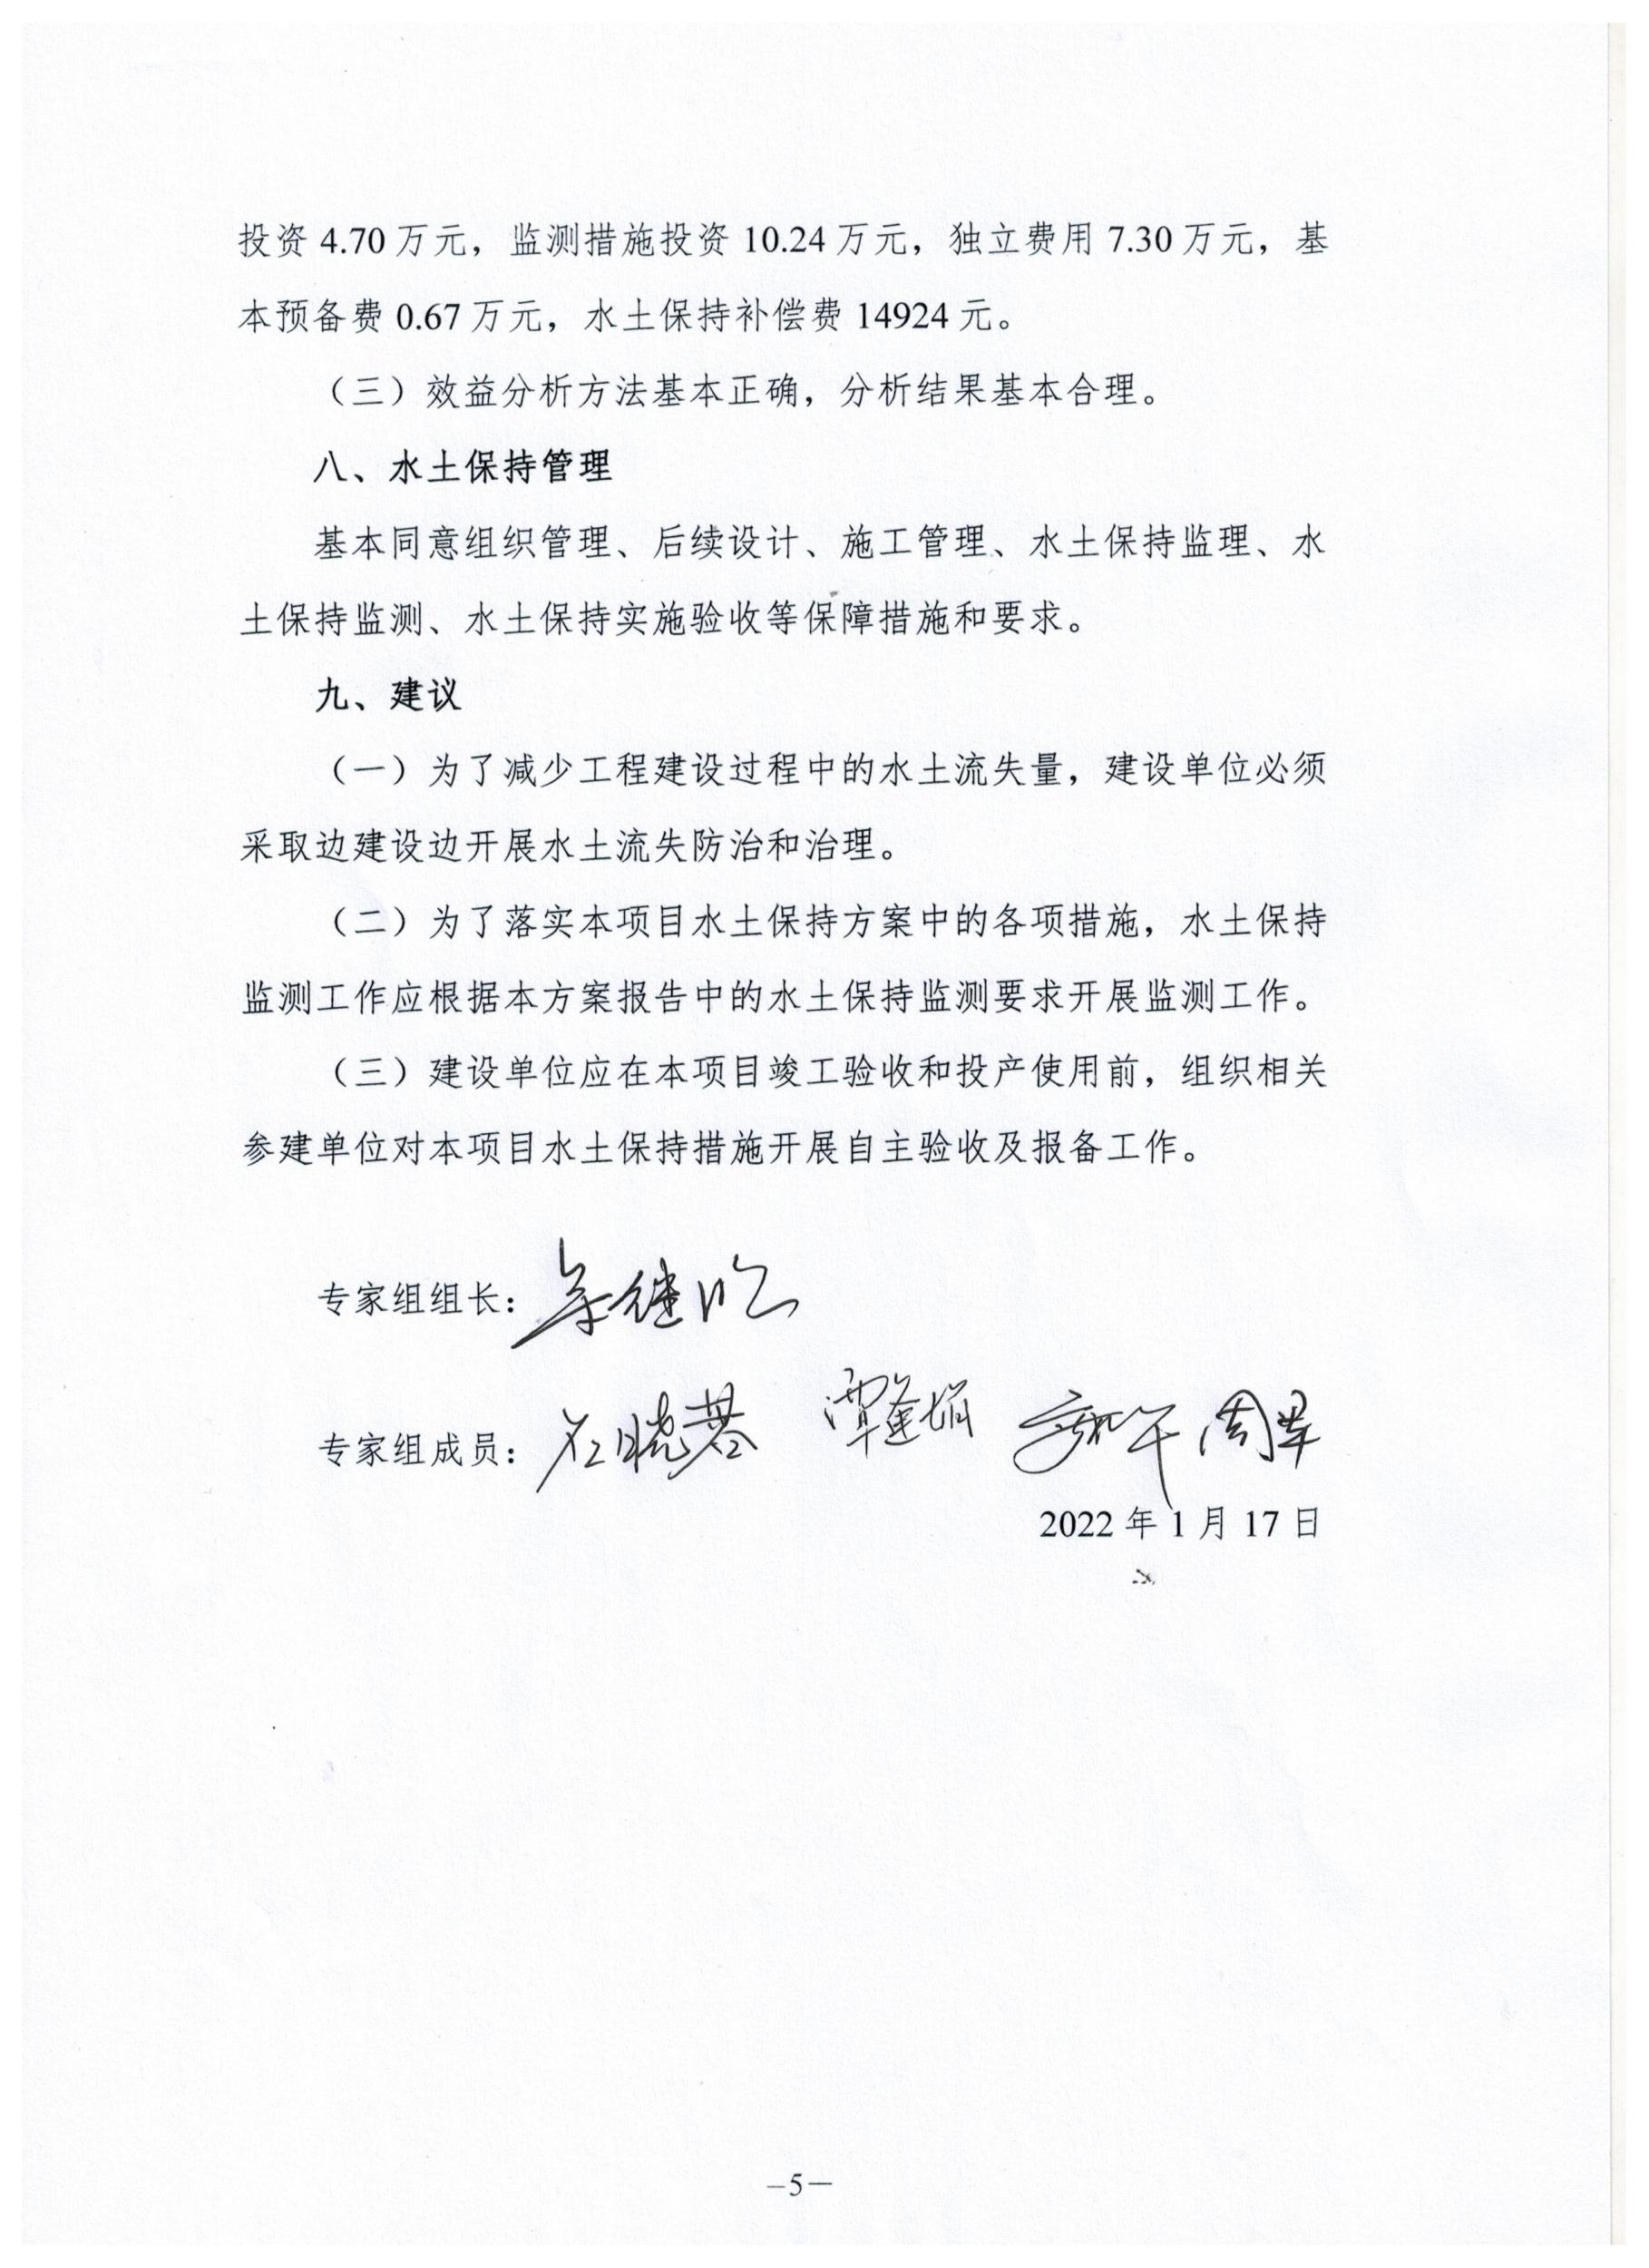 投资 4.70 万元，监测措施投资 10.24 万元，独立费用 7.30 万元，基
本预备费 0.67 万元，水土保持补偿费 14924 元。
（三）效益分析方法基本正确，分析结果基本合理。
八、水土保持管理
基本同意组织管理、后续设计、施工管理、水土保持监理、水
土保持监测、水土保持实施验收等保障措施和要求。
九、建议
（一）为了减少工程建设过程中的水土流失量，建设单位必须
采取边建设边开展水土流失防治和治理。
（二）为了落实本项目水土保持方案中的各项措施，水土保持
监测工作应根据本方案报告中的水土保持监测要求开展监测工作。
（三）建设单位应在本项目竣工验收和投产使用前，组织相关
参建单位对本项目水土保持措施开展自主验收及报备工作。
专家组组长：
专家组成员：
2022 年 1 月 17 日
—5—